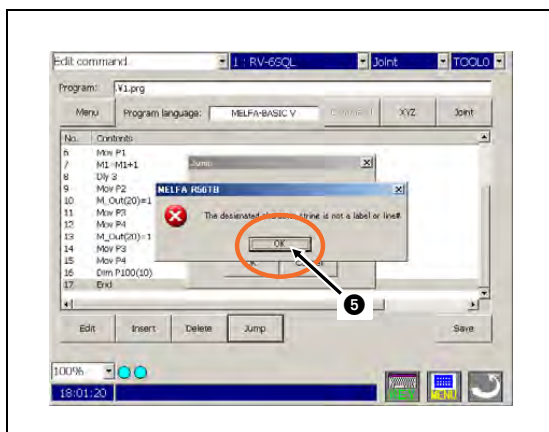 Edit command 1 : RV-6SQL Joint TOOL0
Program: .¥1.prg
Menu Program language: MELFA-BASIC V Command XYZ Joint
No. Contents
6 Mov P1
7 M1=M1+1
8 Dly 3
9 Mov P2
10 M_Out(20)=1
11 Mov P3
12 Mov P4
13 M_Out(20)=1
14 Mov P3
15 Mov P4
16 Dim P100(10)
17 End
Jump
MELFA RS6TB
The designated character string is not a label or line#
OK
5
Edit Insert Delete Jump Save
100%
18:01:20
MENU